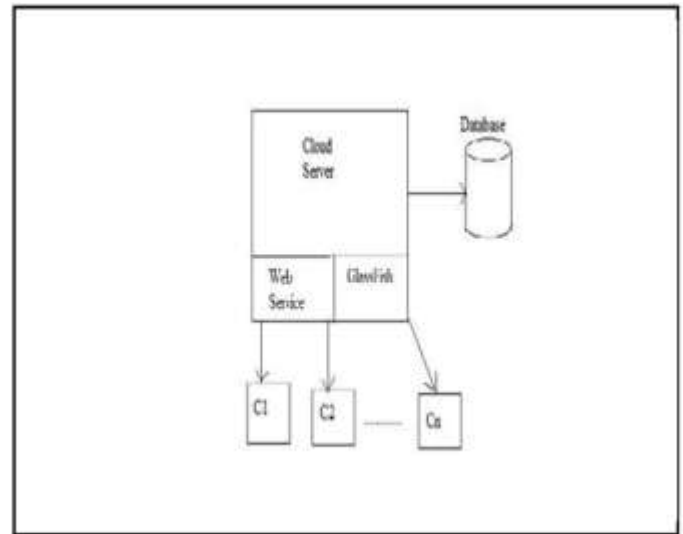 Database
Cloud
Server
Web
Service
GlassFish
C1
C2
......
Cn